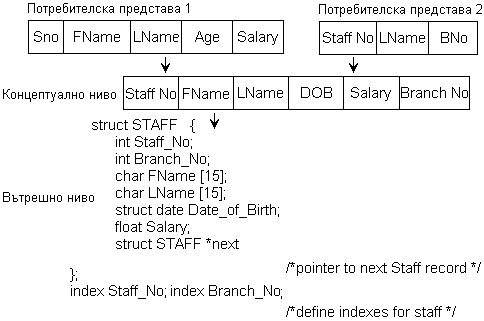 Потребителска представа 1 Потребителска представа 2
Sno FName LName Age Salary Staff No LName BNo
Концептуално ниво Staff No FName LName DOB Salary Branch No
struct STAFF {
int Staff_No;
int Branch_No;
char FName [15];
char LName [15];
Вътрешно ниво struct date Date_of_Birth;
float Salary;
struct STAFF *next
/*pointer to next Staff record */
};
index Staff_No; index Branch_No;
/*define indexes for staff */